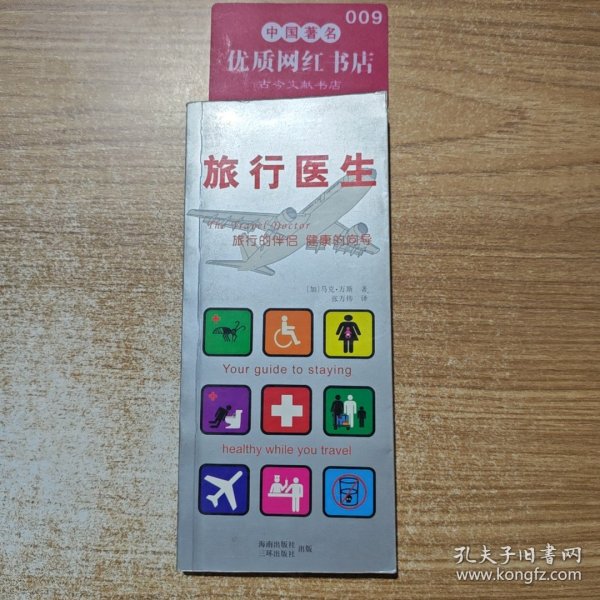 009
中国著名
优质网红书店
古今文献书店
旅行医生
The Travel Doctor
旅行的伴侣 健康的向导
[加]马克·万斯 著
张万伟 译
Your guide to staying
healthy while you travel
海南出版社
三环出版社
出版
孔夫子旧书网
www.kongfz.com